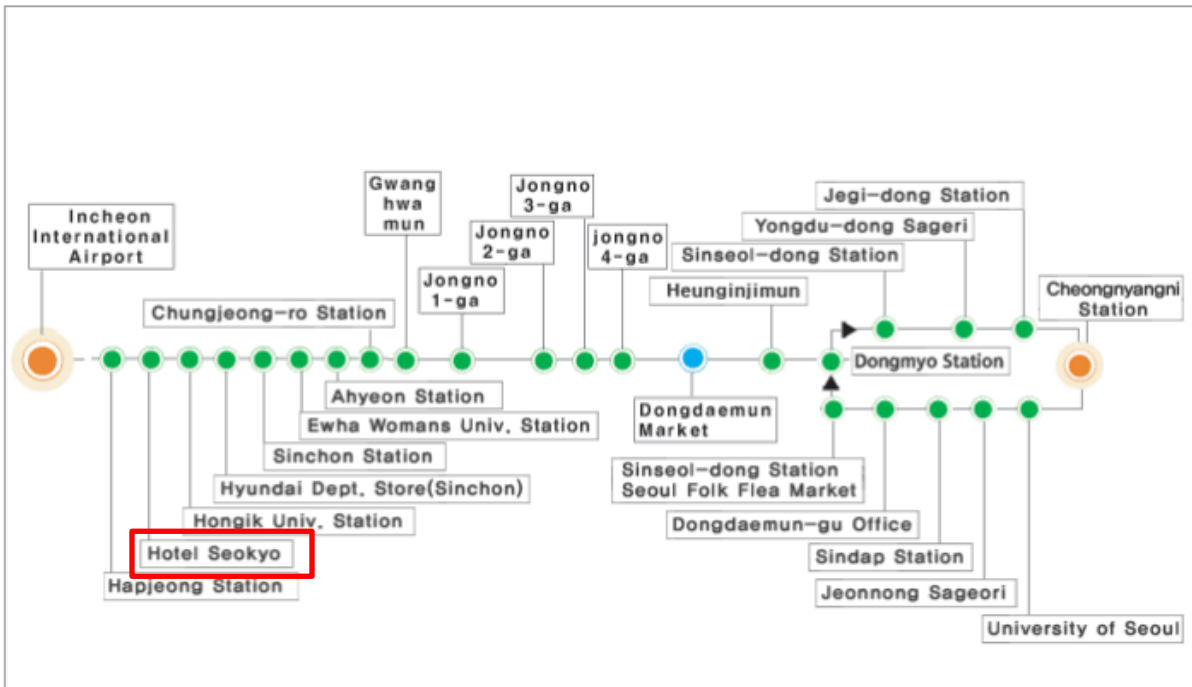 Incheon
International
Airport
Hapjeong Station
Hotel Seokyo
Hongik Univ. Station
Hyundai Dept. Store(Sinchon)
Sinchon Station
Ewha Womans Univ. Station
Ahyeon Station
Chungjeong-ro Station
Gwang
hwa
mun
Jongno
1-ga
Jongno
2-ga
Jongno
3-ga
jongno
4-ga
Dongdaemun
Market
Heunginjimun
Dongmyo Station
Sinseol-dong Station
Yongdu-dong Sageri
Jegi-dong Station
Cheongnyangni
Station
University of Seoul
Jeonnong Sageori
Sindap Station
Dongdaemun-gu Office
Sinseol-dong Station
Seoul Folk Flea Market